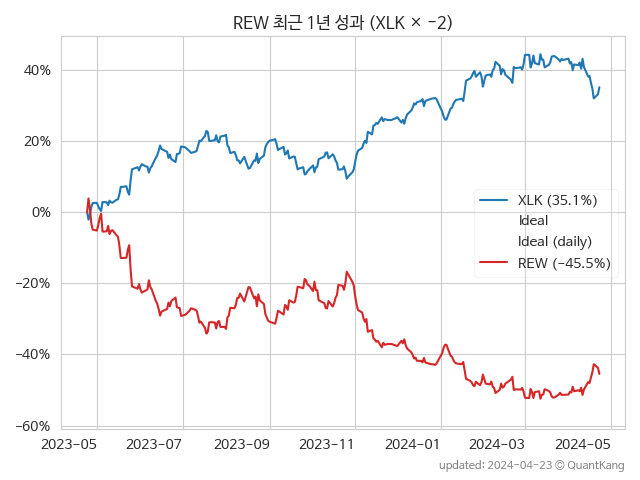 REW 최근 1년 성과 (XLK × −2)
40%
20%
0%
−20%
−40%
−60%
XLK (35.1%)
Ideal
Ideal (daily)
REW (−45.5%)
2023−05
2023−07
2023−09
2023−11
2024−01
2024−03
2024−05
updated: 2024−04−23 © QuantKang